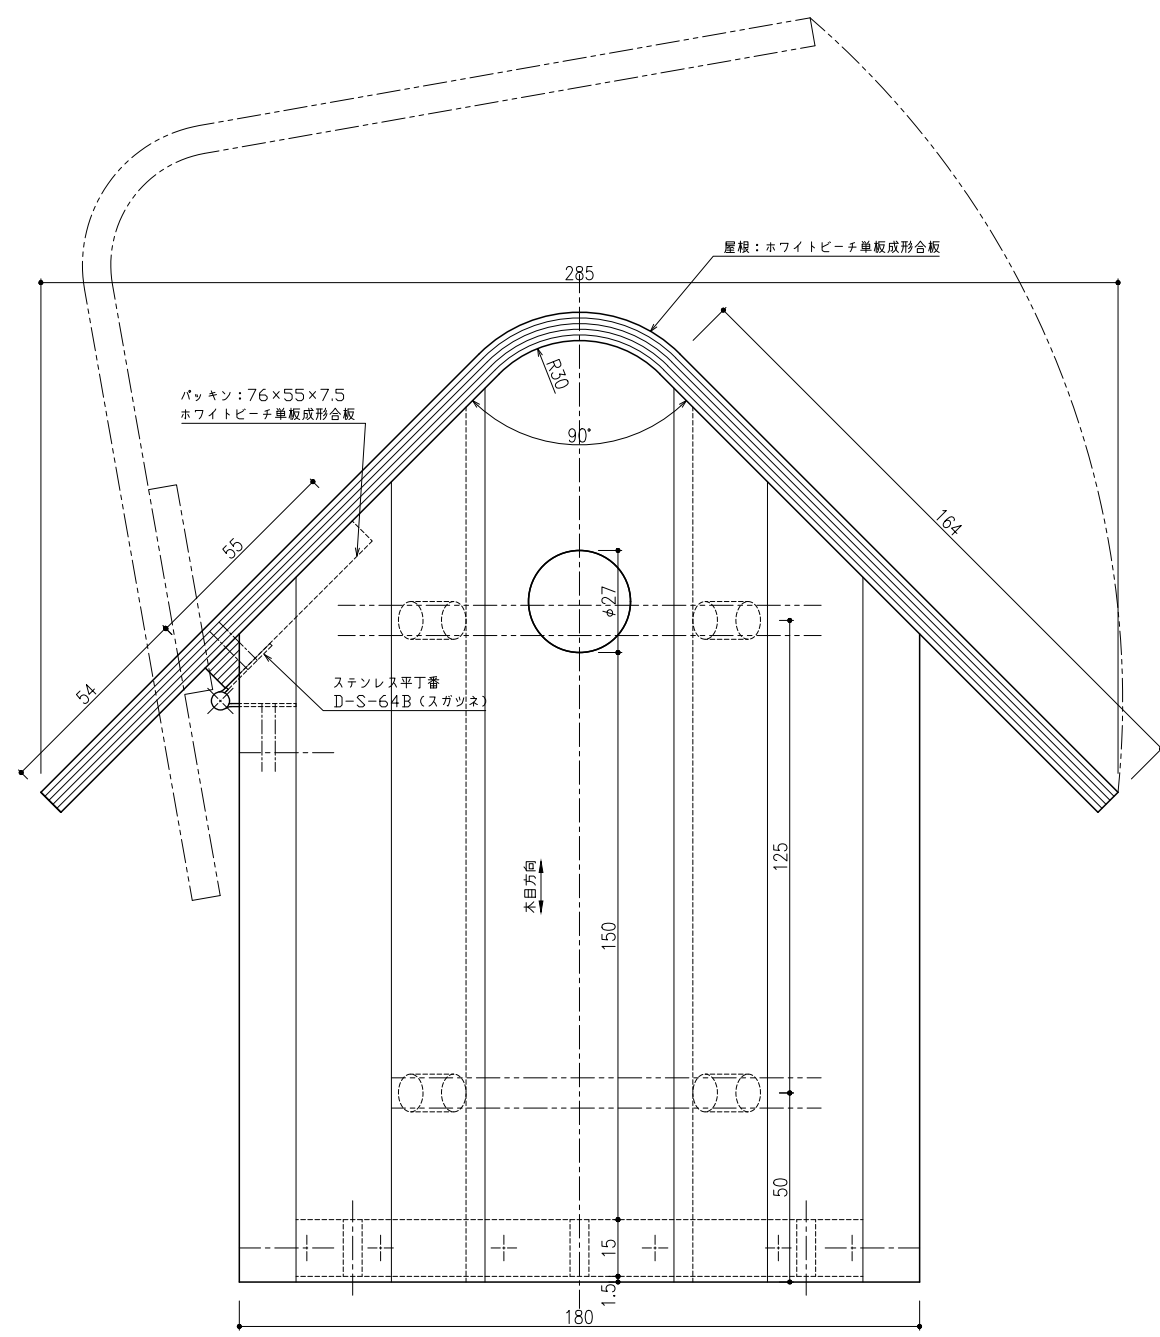 屋根：ホワイトビーチ単板成形合板
285
R30
パッキン：76×55×7.5
ホワイトビーチ単板成形合板
90°
55
164
φ27
54
ステンレス平丁番
D-S-64B（スガツネ）
125
木目方向
150
50
15
1.5
180